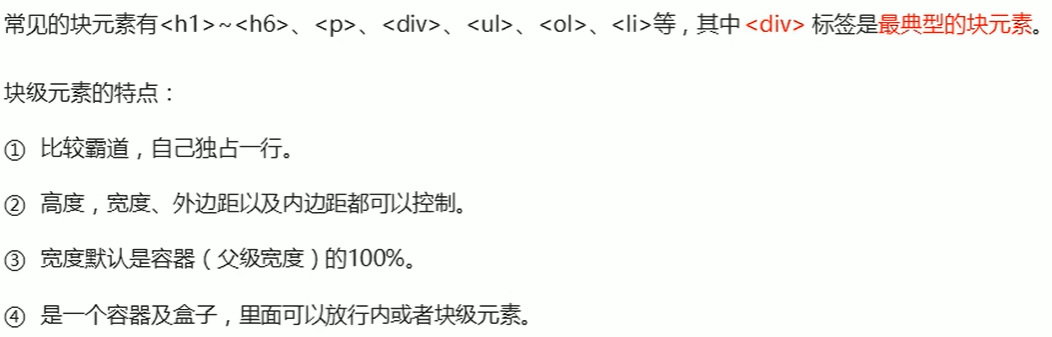 常见的块元素有<h1>~<h6>、<p>、<div>、<ul>、<ol>、<li>等，其中 <div> 标签是最典型的块元素。
块级元素的特点：
① 比较霸道，自己独占一行。
② 高度，宽度、外边距以及内边距都可以控制。
③ 宽度默认是容器（父级宽度）的100%。
④ 是一个容器及盒子，里面可以放行内或者块级元素。